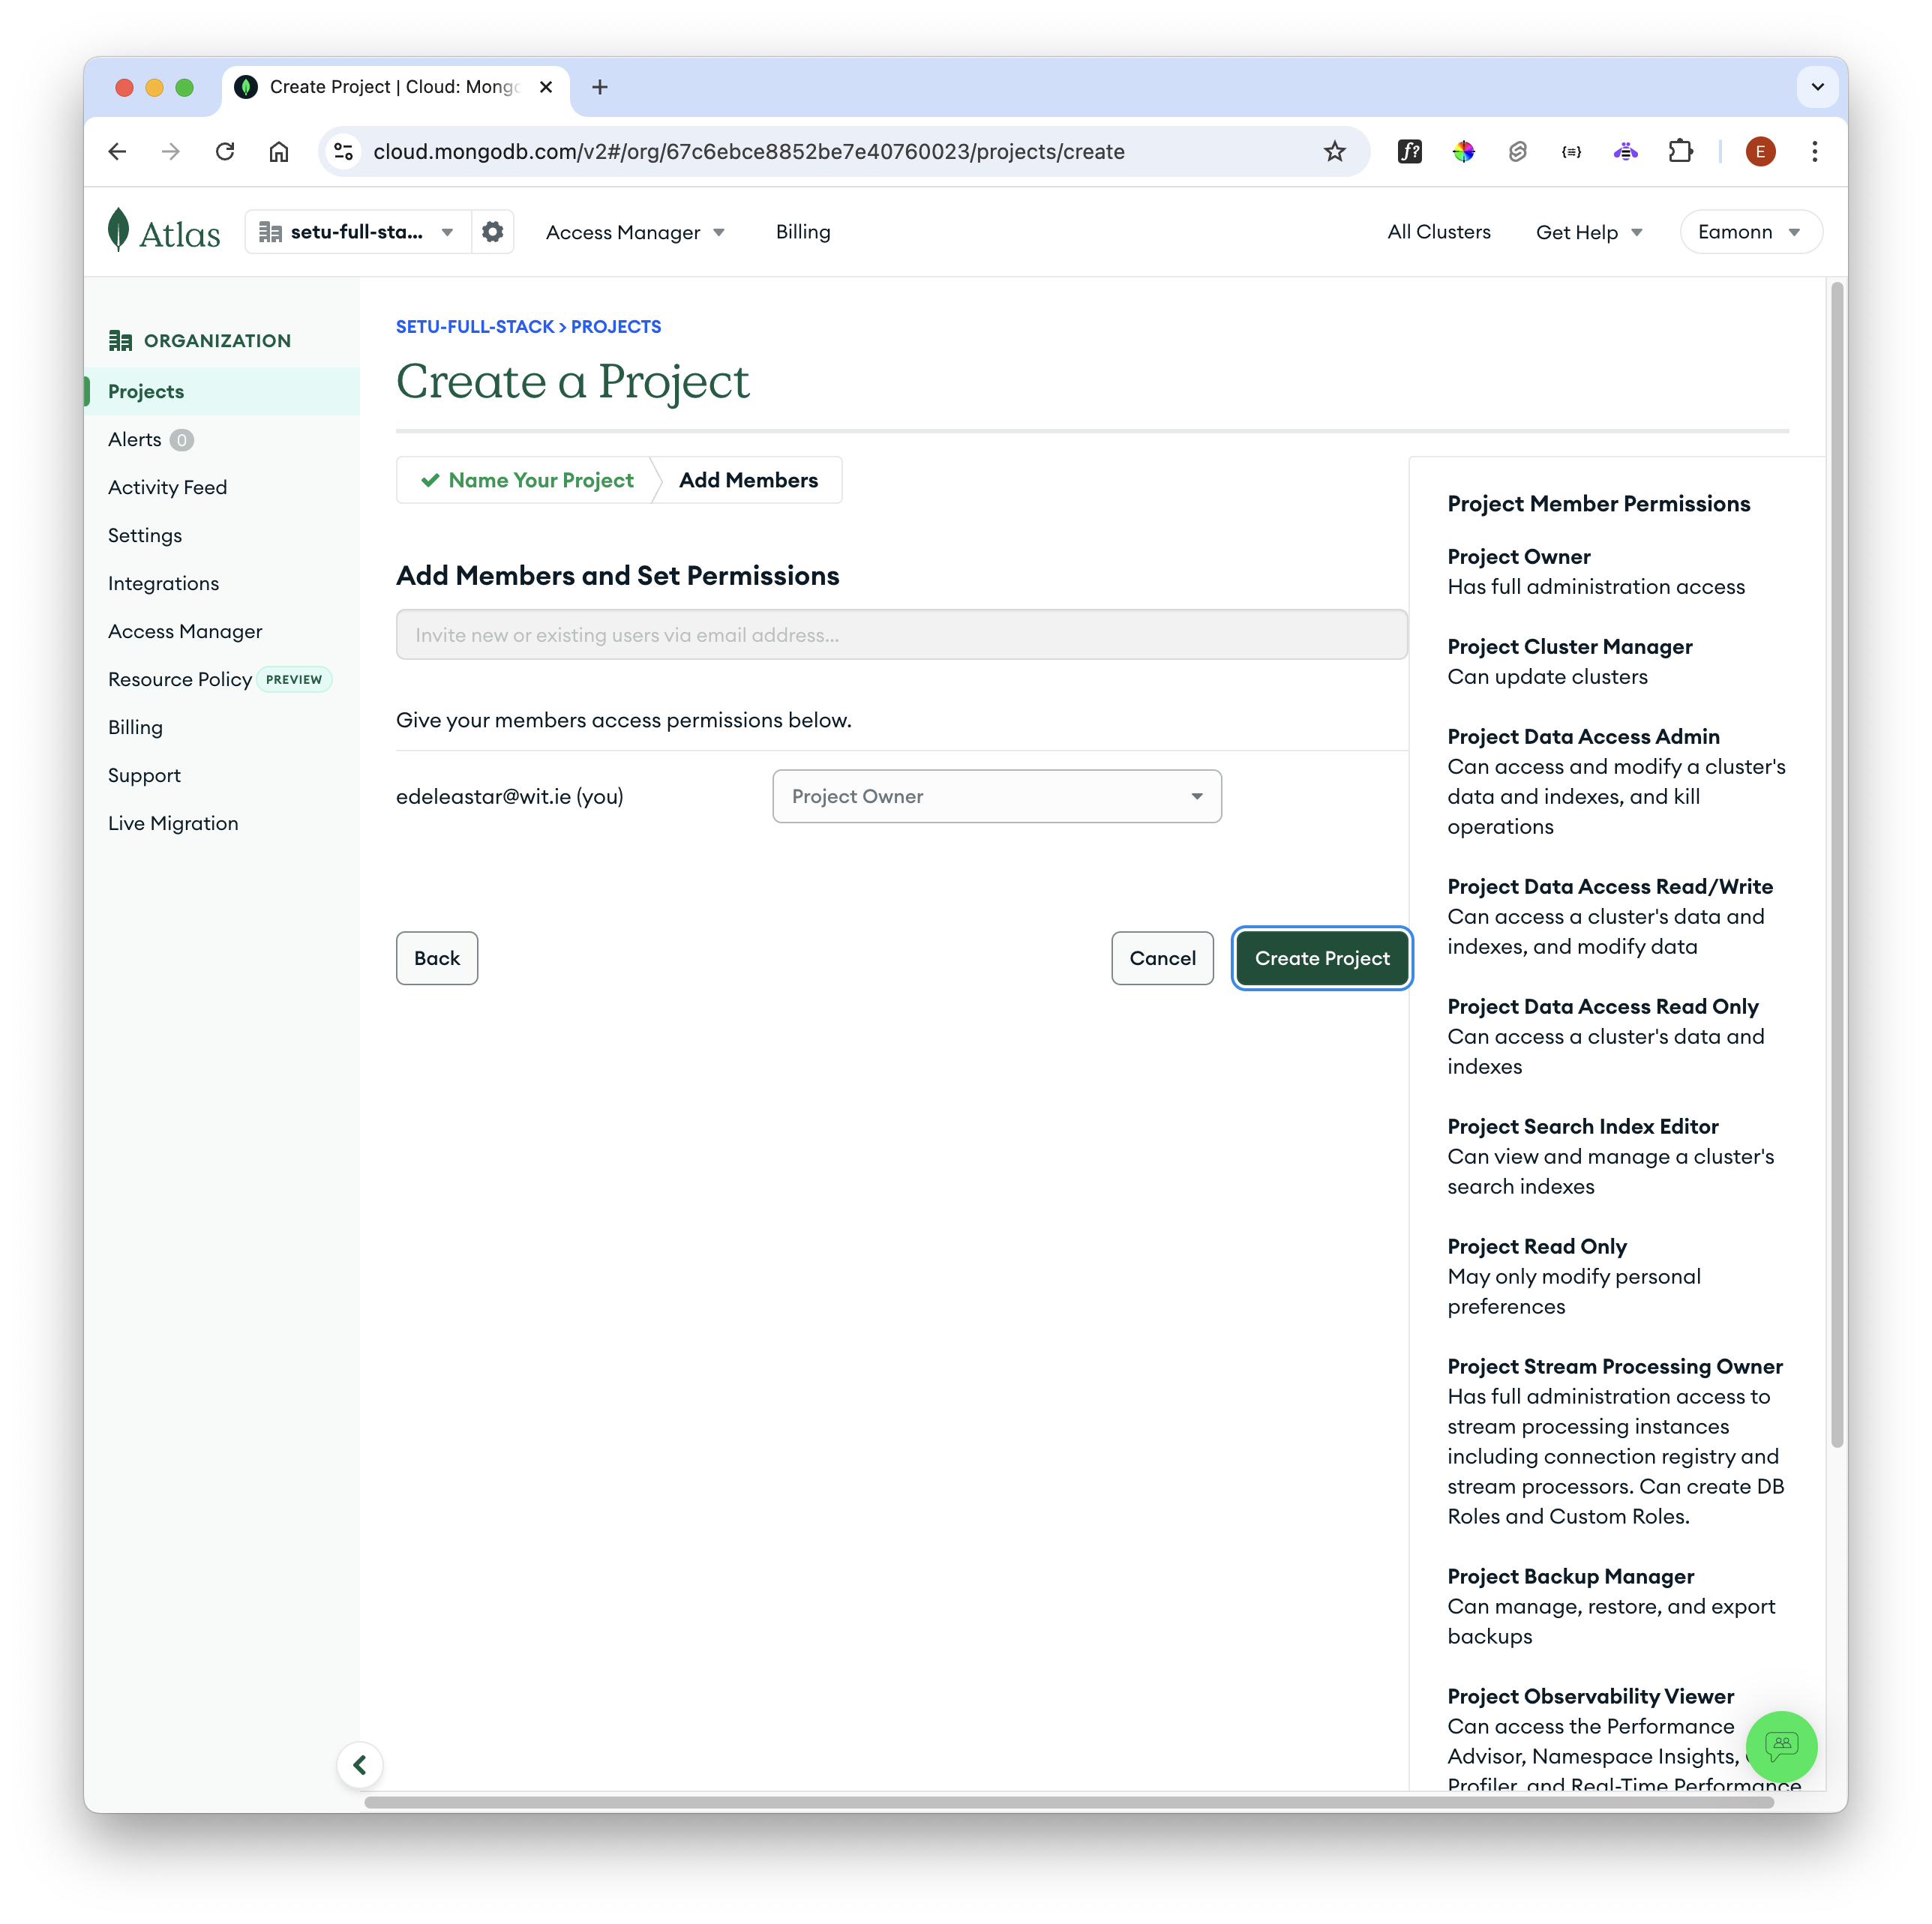 Create Project | Cloud: Mongo
cloud.mongodb.com/v2#/org/67c6ebce8852be7e40760023/projects/create
E
Atlas
setu-full-sta...
Access Manager
Billing
All Clusters
Get Help
Eamonn
ORGANIZATION
Projects
Alerts 0
Activity Feed
Settings
Integrations
Access Manager
Resource Policy PREVIEW
Billing
Support
Live Migration
SETU-FULL-STACK > PROJECTS
Create a Project
Name Your Project
Add Members
Add Members and Set Permissions
Invite new or existing users via email address...
Give your members access permissions below.
edeleastar@wit.ie (you)
Project Owner
Back
Cancel
Create Project
Project Member Permissions
Project Owner
Has full administration access
Project Cluster Manager
Can update clusters
Project Data Access Admin
Can access and modify a cluster's
data and indexes, and kill
operations
Project Data Access Read/Write
Can access a cluster's data and
indexes, and modify data
Project Data Access Read Only
Can access a cluster's data and
indexes
Project Search Index Editor
Can view and manage a cluster's
search indexes
Project Read Only
May only modify personal
preferences
Project Stream Processing Owner
Has full administration access to
stream processing instances
including connection registry and
stream processors. Can create DB
Roles and Custom Roles.
Project Backup Manager
Can manage, restore, and export
backups
Project Observability Viewer
Can access the Performance
Advisor, Namespace Insights,
Profiler, and Real-Time Performance